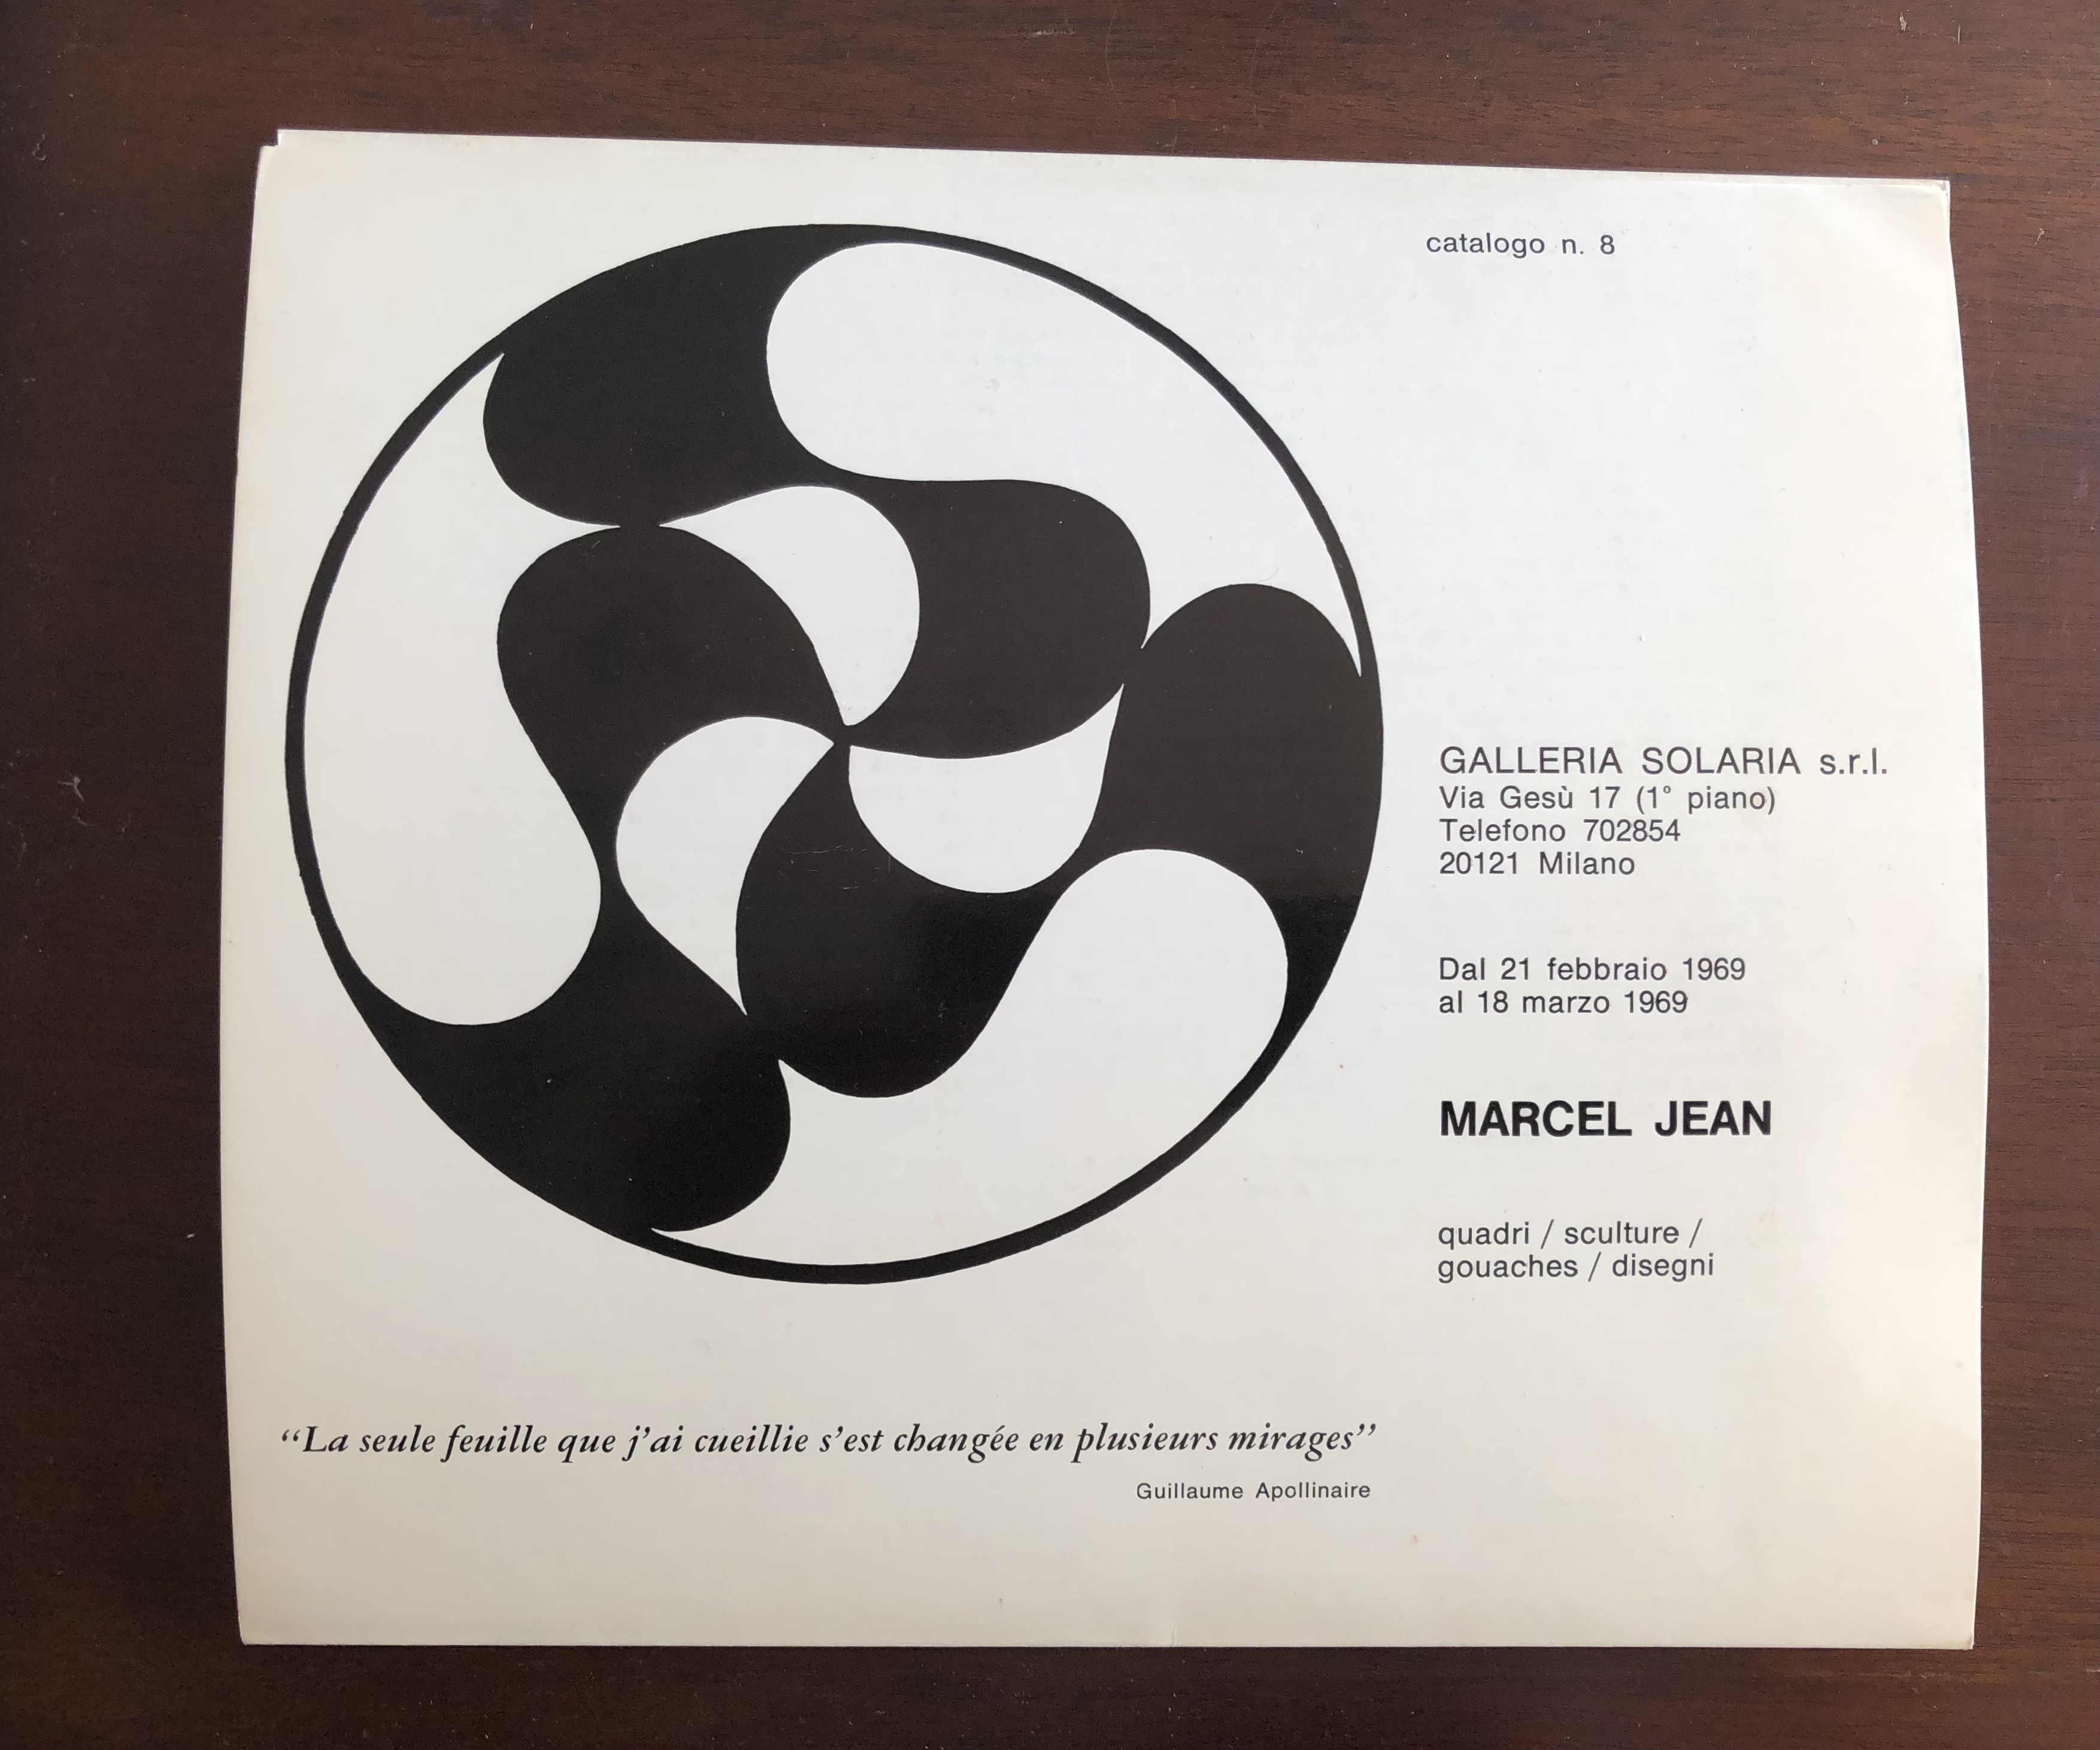 catalogo n. 8
GALLERIA SOLARIA s.r.l.
Via Gesù 17 (1° piano)
Telefono 702854
20121 Milano
Dal 21 febbraio 1969
al 18 marzo 1969
MARCEL JEAN
quadri / sculture /
gouaches / disegni
“La seule feuille que j’ai cueillie s’est changée en plusieurs mirages”
Guillaume Apollinaire